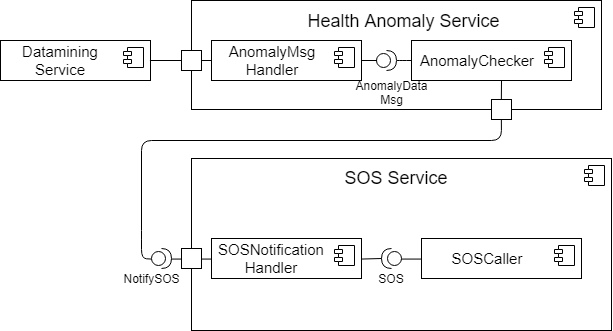 Health Anomaly Service
Datamining
Service
AnomalyMsg
Handler
AnomalyChecker
AnomalyData
Msg
SOS Service
SOSNotification
Handler
SOSCaller
NotifySOS
SOS